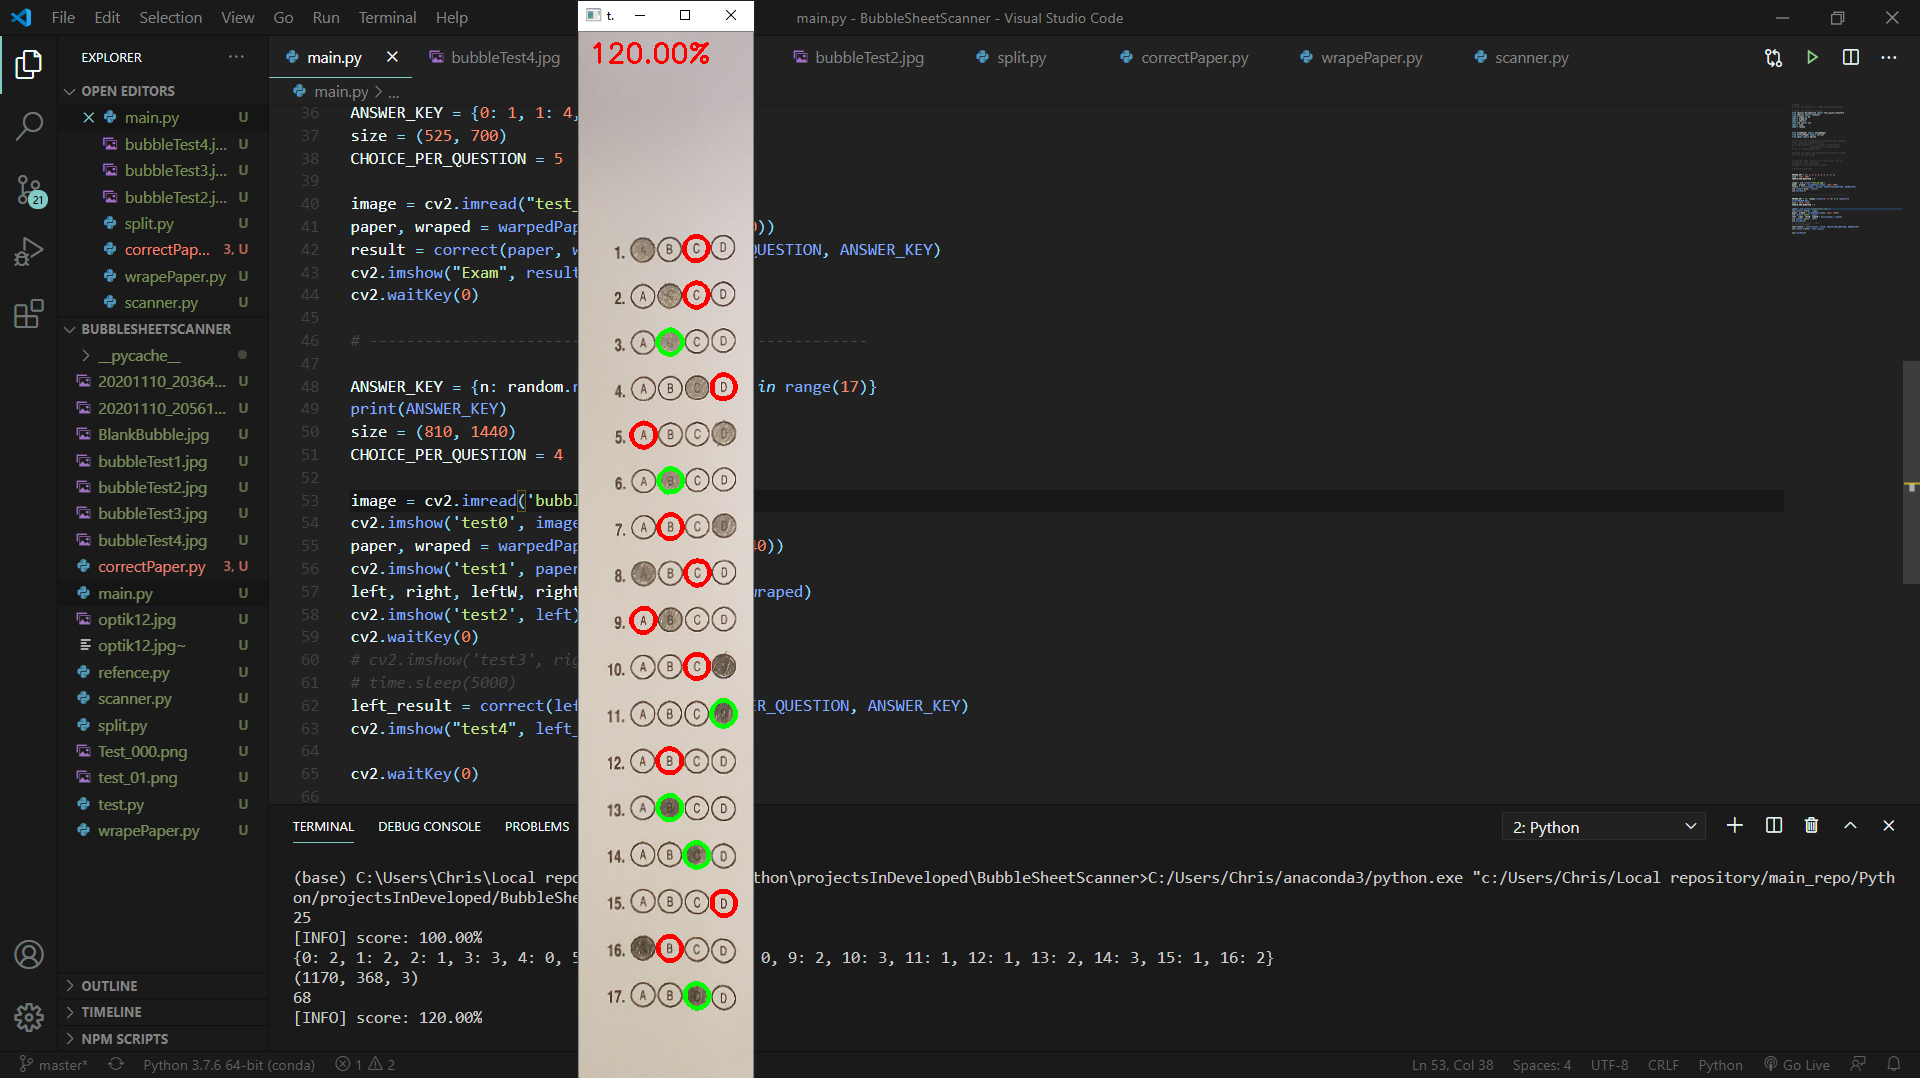 File Edit Selection View Go Run Terminal Help
t.
main.py - BubbleSheetScanner - Visual Studio Code
EXPLORER
main.py
bubbleTest4.jpg
bubbleTest2.jpg
split.py
correctPaper.py
wrapePaper.py
scanner.py
OPEN EDITORS
main.py U
bubbleTest4.j... U
bubbleTest3.j... U
bubbleTest2.j... U
split.py U
correctPap... 3, U
wrapePaper.py U
scanner.py U
21
BUBBLESHEETSCANNER
__pycache__
20201110_20364... U
20201110_20561... U
BlankBubble.jpg U
bubbleTest1.jpg U
bubbleTest2.jpg U
bubbleTest3.jpg U
bubbleTest4.jpg U
correctPaper.py 3, U
main.py U
optik12.jpg U
optik12.jpg~ U
refence.py U
scanner.py U
split.py U
Test_000.png U
test_01.png U
test.py U
wrapePaper.py U
OUTLINE
TIMELINE
NPM SCRIPTS
main.py > ...
36 ANSWER_KEY = {0: 1, 1: 4,
37 size = (525, 700)
38 CHOICE_PER_QUESTION = 5
39
40 image = cv2.imread("test_
41 paper, wraped = warpedPap 0))
42 result = correct(paper, w QUESTION, ANSWER_KEY)
43 cv2.imshow("Exam", result
44 cv2.waitKey(0)
45
46 # -----------------------------------------------------
47
48 ANSWER_KEY = {n: random.r in range(17)}
49 print(ANSWER_KEY)
50 size = (810, 1440)
51 CHOICE_PER_QUESTION = 4
52
53 image = cv2.imread('bubbl
54 cv2.imshow('test0', image
55 paper, wraped = warpedPap 40))
56 cv2.imshow('test1', paper
57 left, right, leftW, right wraped)
58 cv2.imshow('test2', left)
59 cv2.waitKey(0)
60 # cv2.imshow('test3', rig
61 # time.sleep(5000)
62 left_result = correct(lef ER_QUESTION, ANSWER_KEY)
63 cv2.imshow("test4", left_
64
65 cv2.waitKey(0)
66
120.00%
1. B C D
2. A C D
3. A C D
4. A B D
5. A B C
6. A B C D
7. A B C
8. A B C D
9. A C D
10. A B C
11. A B C
12. A B C D
13. A C D
14. A B C D
15. A B C D
16. B C D
17. A B C D
TERMINAL DEBUG CONSOLE PROBLEMS
2: Python
(base) C:\Users\Chris\Local repo thon\projectsInDeveloped\BubbleSheetScanner>C:/Users/Chris/anaconda3/python.exe "c:/Users/Chris/Local repository/main_repo/Pyth
on/projectsInDeveloped/BubbleSh
25
[INFO] score: 100.00%
{0: 2, 1: 2, 2: 1, 3: 3, 4: 0, 5 0, 9: 2, 10: 3, 11: 1, 12: 1, 13: 2, 14: 3, 15: 1, 16: 2}
(1170, 368, 3)
68
[INFO] score: 120.00%
master* Python 3.7.6 64-bit (conda) 1 2 Ln 53, Col 38 Spaces: 4 UTF-8 CRLF Python Go Live